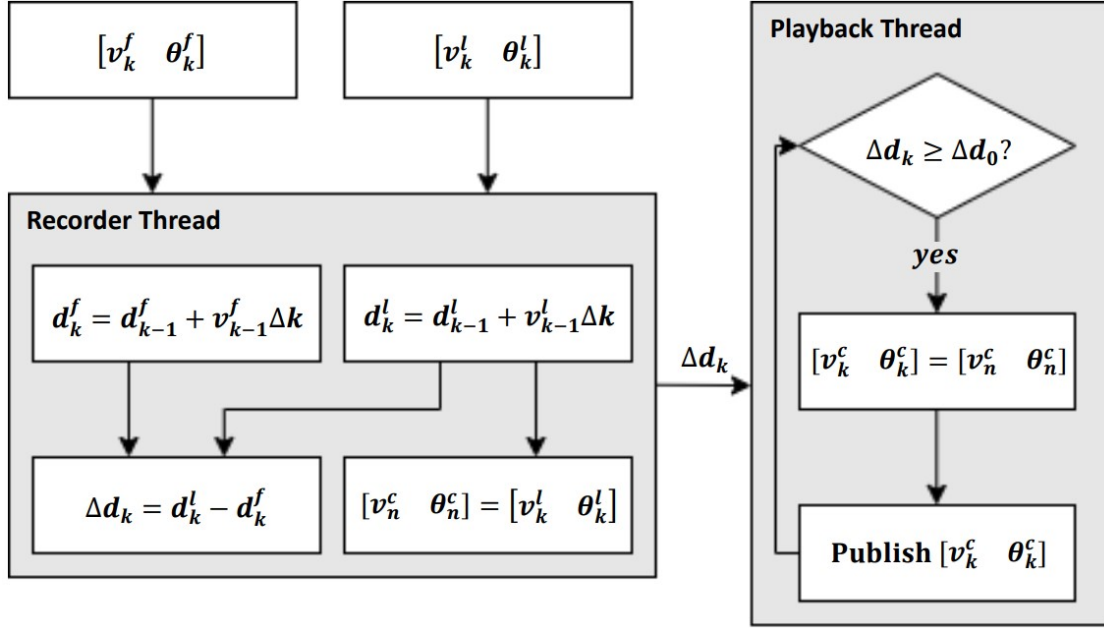 [v_k^f θ_k^f]
[v_k^l θ_k^l]
Recorder Thread
d_k^f = d_{k−1}^f + v_{k−1}^f Δk
d_k^l = d_{k−1}^l + v_{k−1}^l Δk
Δd_k = d_k^l − d_k^f
[v_n^c θ_n^c] = [v_k^l θ_k^l]
Δd_k
Playback Thread
Δd_k ≥ Δd_0?
yes
[v_k^c θ_k^c] = [v_n^c θ_n^c]
Publish [v_k^c θ_k^c]